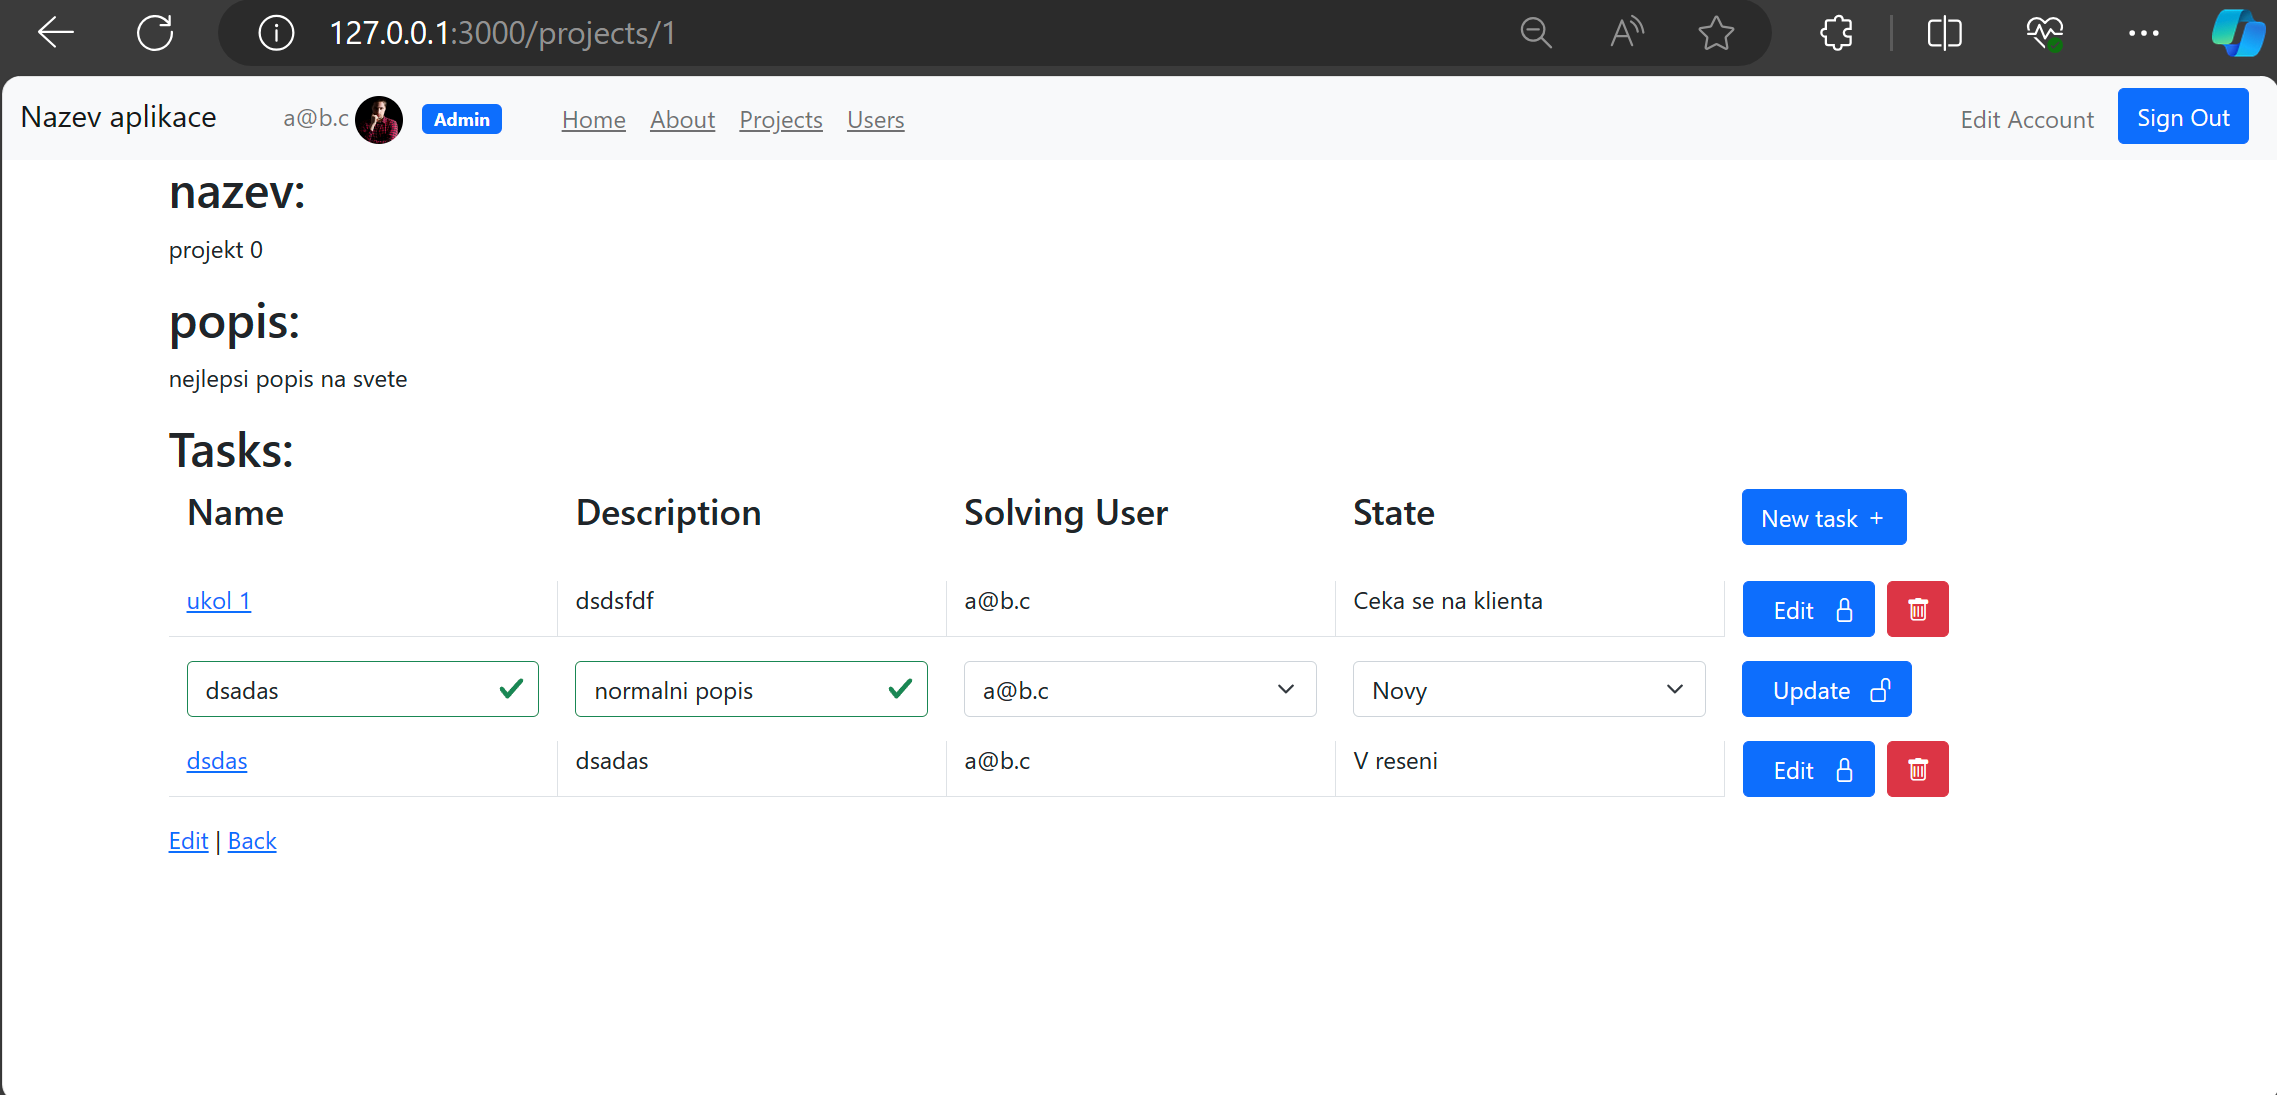 127.0.0.1:3000/projects/1
Nazev aplikace a@b.c Admin Home About Projects Users Edit Account Sign Out
nazev:
projekt 0
popis:
nejlepsi popis na svete
Tasks:
Name Description Solving User State New task +
ukol 1 dsdsfdf a@b.c Ceka se na klienta Edit
dsadas normalni popis a@b.c Novy Update
dsdas dsadas a@b.c V reseni Edit
Edit | Back